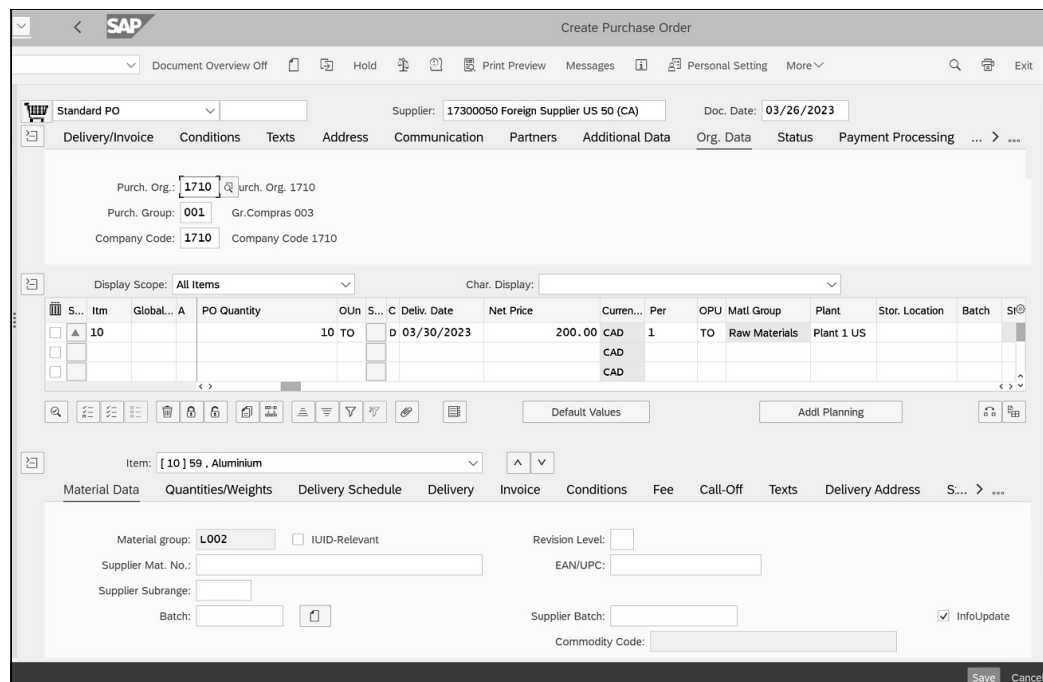 SAP
Create Purchase Order
Document Overview Off Hold Print Preview Messages Personal Setting More Exit
Standard PO Supplier: 17300050 Foreign Supplier US 50 (CA) Doc. Date: 03/26/2023
Delivery/Invoice Conditions Texts Address Communication Partners Additional Data Org. Data Status Payment Processing ...
Purch. Org.: 1710 urch. Org. 1710
Purch. Group: 001 Gr.Compras 003
Company Code: 1710 Company Code 1710
Display Scope: All Items Char. Display:
S... Itm Global... A PO Quantity OUn S... C Deliv. Date Net Price Curren... Per OPU Matl Group Plant Stor. Location Batch
10 10 TO D 03/30/2023 200.00 CAD 1 TO Raw Materials Plant 1 US
CAD
CAD
Default Values Addl Planning
Item: [ 10 ] 59 , Aluminium
Material Data Quantities/Weights Delivery Schedule Delivery Invoice Conditions Fee Call-Off Texts Delivery Address S...
Material group: L002 IUID-Relevant Revision Level:
Supplier Mat. No.: EAN/UPC:
Supplier Subrange:
Batch: Supplier Batch: InfoUpdate
Commodity Code:
Save Cancel